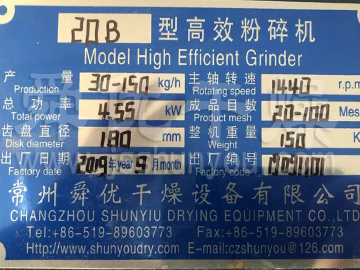 20B 型高效粉碎机
Model High Efficient Grinder
产量 30-150 kg/h 主轴转速 1440 r.p.m
Production Rotating speed
总功率 4.55 kW 成品目数 20-100 Mes
Total power Product mesh
齿盘直径 180 mm 整机重量 150 Kg
Disk diameter Weight
出厂日期 year 9 month 出厂编号
Factory date Factory code
常州舜优干燥设备有限公司
CHANGZHOU SHUNYIU DRYING EQUIPMENT CO.,LTD
Tel:+86-519-89603773 Fax:+86-519-89603771
Http://www.shunyoudry.com E-mail:czshunyou@126.com